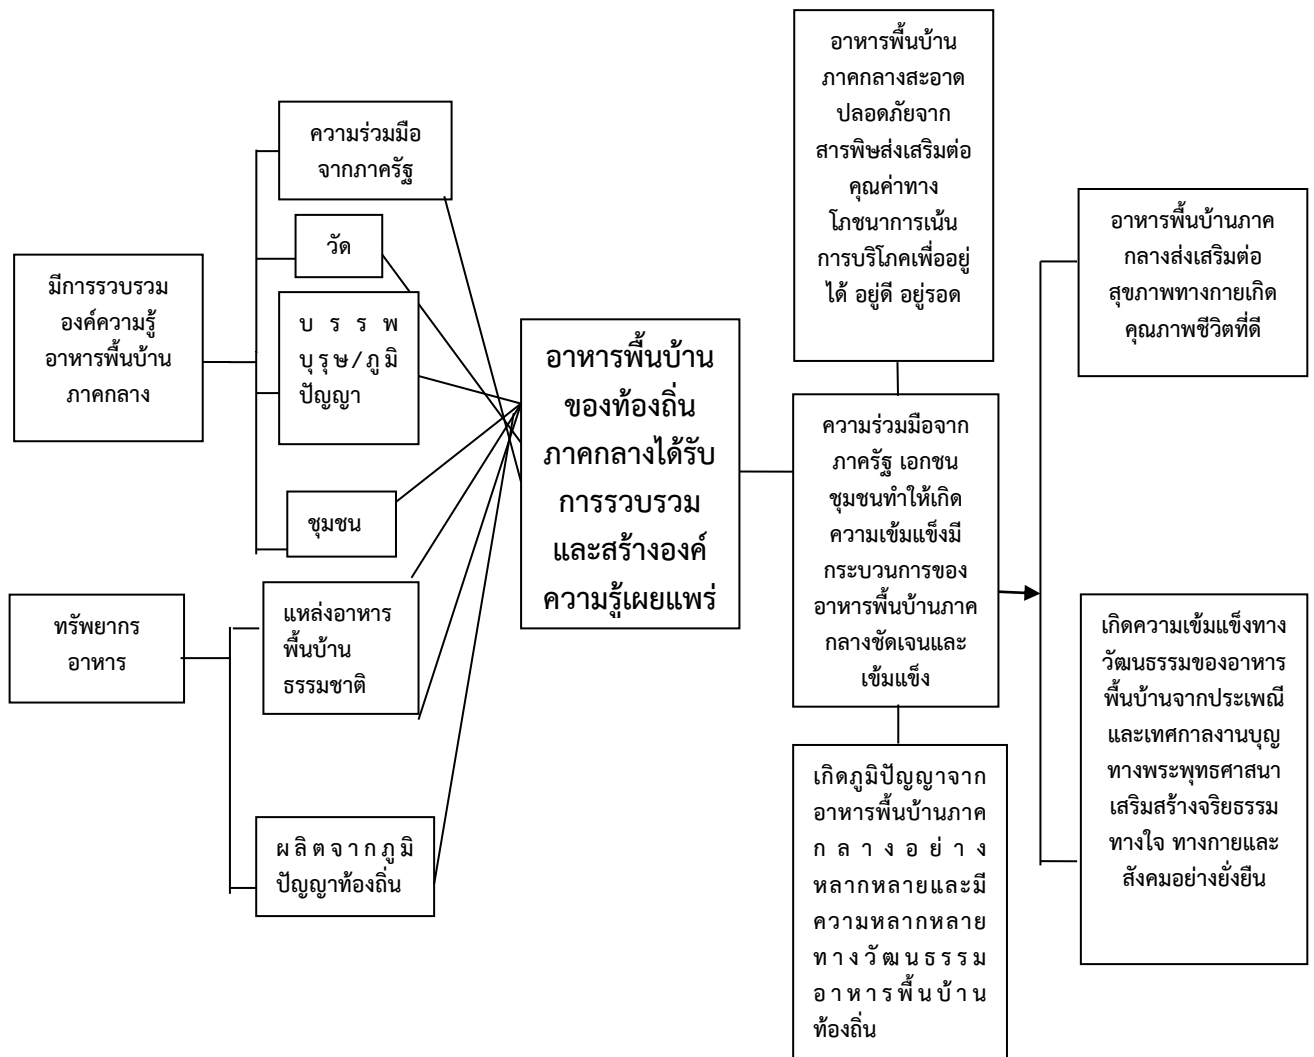 มีการรวบรวม
องค์ความรู้
อาหารพื้นบ้าน
ภาคกลาง
ทรัพยากร
อาหาร
ความร่วมมือ
จากภาครัฐ
วัด
บรรพ
บุรุษ/ภูมิ
ปัญญา
ชุมชน
แหล่งอาหาร
พื้นบ้าน
ธรรมชาติ
ผลิตจากภูมิ
ปัญญาท้องถิ่น
อาหารพื้นบ้าน
ของท้องถิ่น
ภาคกลางได้รับ
การรวบรวม
และสร้างองค์
ความรู้เผยแพร่
อาหารพื้นบ้าน
ภาคกลางสะอาด
ปลอดภัยจาก
สารพิษส่งเสริมต่อ
คุณค่าทาง
โภชนาการเน้น
การบริโภคเพื่ออยู่
ได้ อยู่ดี อยู่รอด
ความร่วมมือจาก
ภาครัฐ เอกชน
ชุมชนทำให้เกิด
ความเข้มแข็งมี
กระบวนการของ
อาหารพื้นบ้านภาค
กลางชัดเจนและ
เข้มแข็ง
เกิดภูมิปัญญาจาก
อาหารพื้นบ้านภาค
กลางอย่าง
หลากหลายและมี
ความหลากหลาย
ทางวัฒนธรรม
อาหารพื้นบ้าน
ท้องถิ่น
อาหารพื้นบ้านภาค
กลางส่งเสริมต่อ
สุขภาพทางกายเกิด
คุณภาพชีวิตที่ดี
เกิดความเข้มแข็งทาง
วัฒนธรรมของอาหาร
พื้นบ้านจากประเพณี
และเทศกาลงานบุญ
ทางพระพุทธศาสนา
เสริมสร้างจริยธรรม
ทางใจ ทางกายและ
สังคมอย่างยั่งยืน